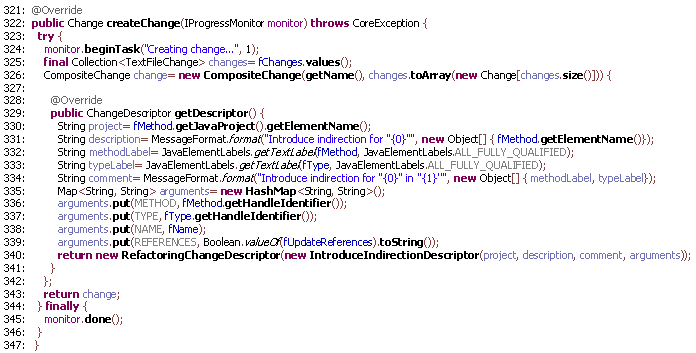 321: @Override
322: public Change createChange(IProgressMonitor monitor) throws CoreException {
323: try {
324: monitor.beginTask("Creating change...", 1);
325: final Collection<TextFileChange> changes= fChanges.values();
326: CompositeChange change= new CompositeChange(getName(), changes.toArray(new Change[changes.size()])) {
327:
328: @Override
329: public ChangeDescriptor getDescriptor() {
330: String project= fMethod.getJavaProject().getElementName();
331: String description= MessageFormat.format("Introduce indirection for ''{0}''", new Object[] { fMethod.getElementName()});
332: String methodLabel= JavaElementLabels.getTextLabel(fMethod, JavaElementLabels.ALL_FULLY_QUALIFIED);
333: String typeLabel= JavaElementLabels.getTextLabel(fType, JavaElementLabels.ALL_FULLY_QUALIFIED);
334: String comment= MessageFormat.format("Introduce indirection for ''{0}'' in ''{1}''", new Object[] { methodLabel, typeLabel});
335: Map<String, String> arguments= new HashMap<String, String>();
336: arguments.put(METHOD, fMethod.getHandleIdentifier());
337: arguments.put(TYPE, fType.getHandleIdentifier());
338: arguments.put(NAME, fName);
339: arguments.put(REFERENCES, Boolean.valueOf(fUpdateReferences).toString());
340: return new RefactoringChangeDescriptor(new IntroduceIndirectionDescriptor(project, description, comment, arguments));
341: }
342: };
343: return change;
344: } finally {
345: monitor.done();
346: }
347: }